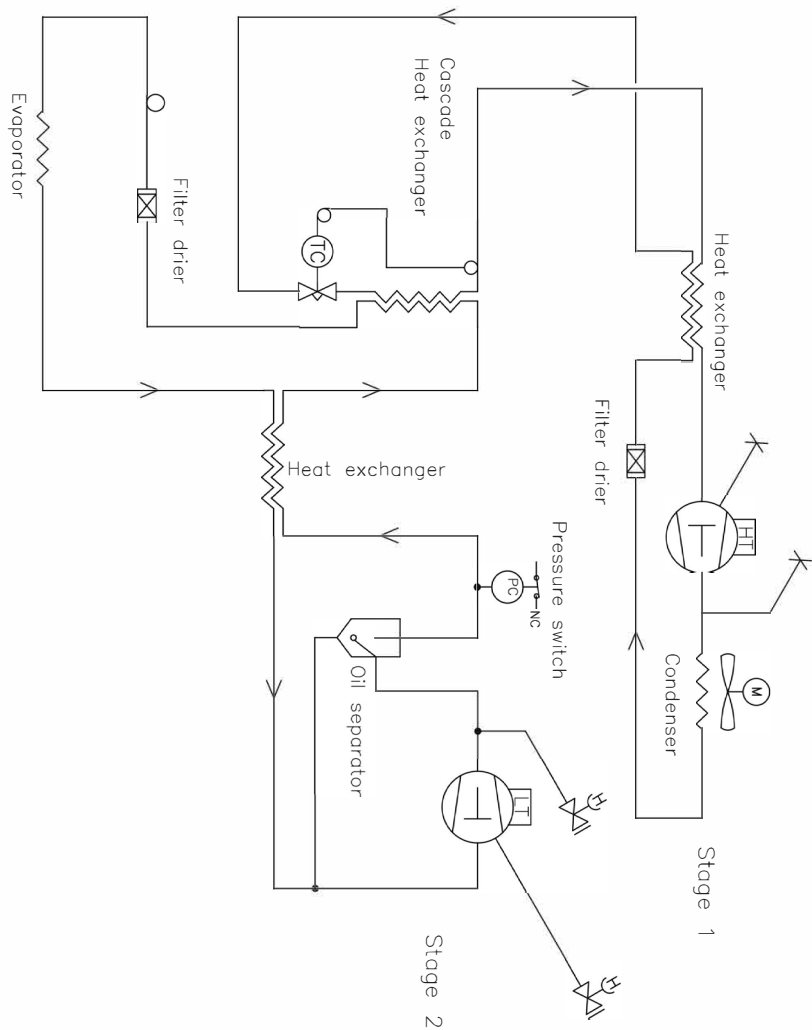 Stage 1
HT
M
Condenser
Heat exchanger
Filter drier
Cascade
Heat exchanger
TC
Filter drier
Evaporator
Heat exchanger
Pressure switch
PC
NC
Oil separator
LT
H
H
Stage 2